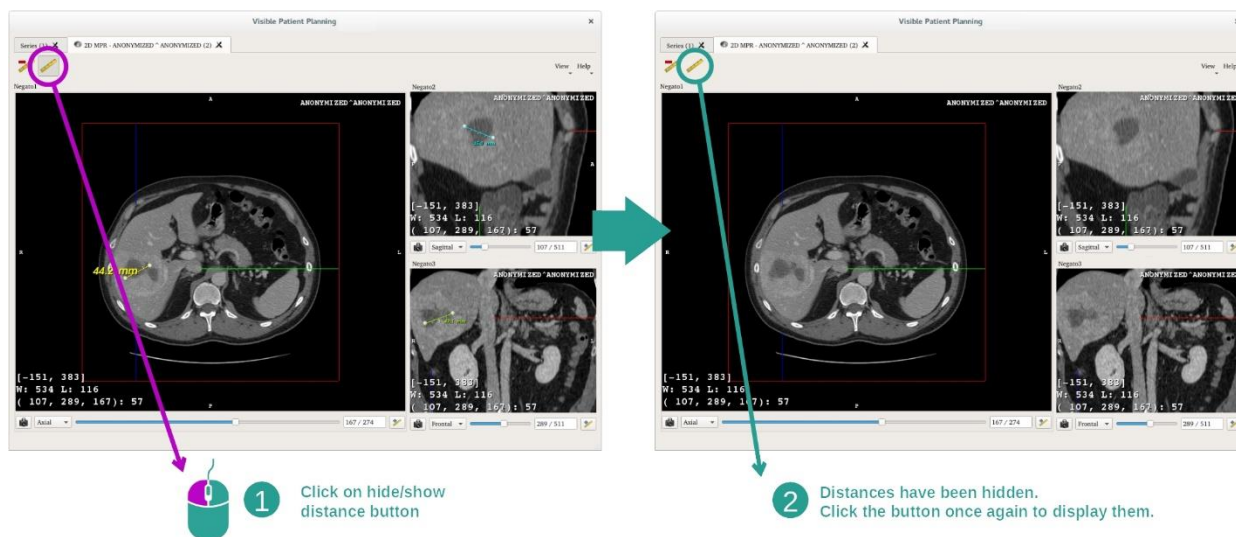 Visible Patient Planning
×
Series (1) ✗
2D MPR - ANONYMIZED ^ ANONYMIZED (2) ✗
View
Help
Negato1
A
ANONYMIZED^ANONYMIZED
R
L
44.2 mm
[-151, 383]
W: 534 L: 116
( 107, 289, 167): 57
P
Axial
167 / 274
Negato2
ANONYMIZED^ANONYMIZED
A
[-151, 383]
W: 534 L: 116
( 107, 289, 167): 57
Sagittal
107 / 511
Negato3
ANONYMIZED^ANONYMIZED
R
L
[-151, 383]
W: 534 L: 116
( 107, 289, 167): 57
Frontal
289 / 511
1
Click on hide/show
distance button
Visible Patient Planning
Series (1) ✗
2D MPR - ANONYMIZED ^ ANONYMIZED (2) ✗
View
Help
Negato1
A
ANONYMIZED^ANONYMIZED
R
L
[-151, 383]
W: 534 L: 116
( 107, 289, 167): 57
P
Axial
167 / 274
Negato2
ANONYMIZED^ANONYMIZED
A
[-151, 383]
W: 534 L: 116
( 107, 289, 167): 57
Sagittal
107 / 511
Negato3
ANONYMIZED^ANONYMIZED
R
L
[-151, 383]
W: 534 L: 116
( 107, 289, 167): 57
Frontal
289 / 511
2
Distances have been hidden.
Click the button once again to display them.